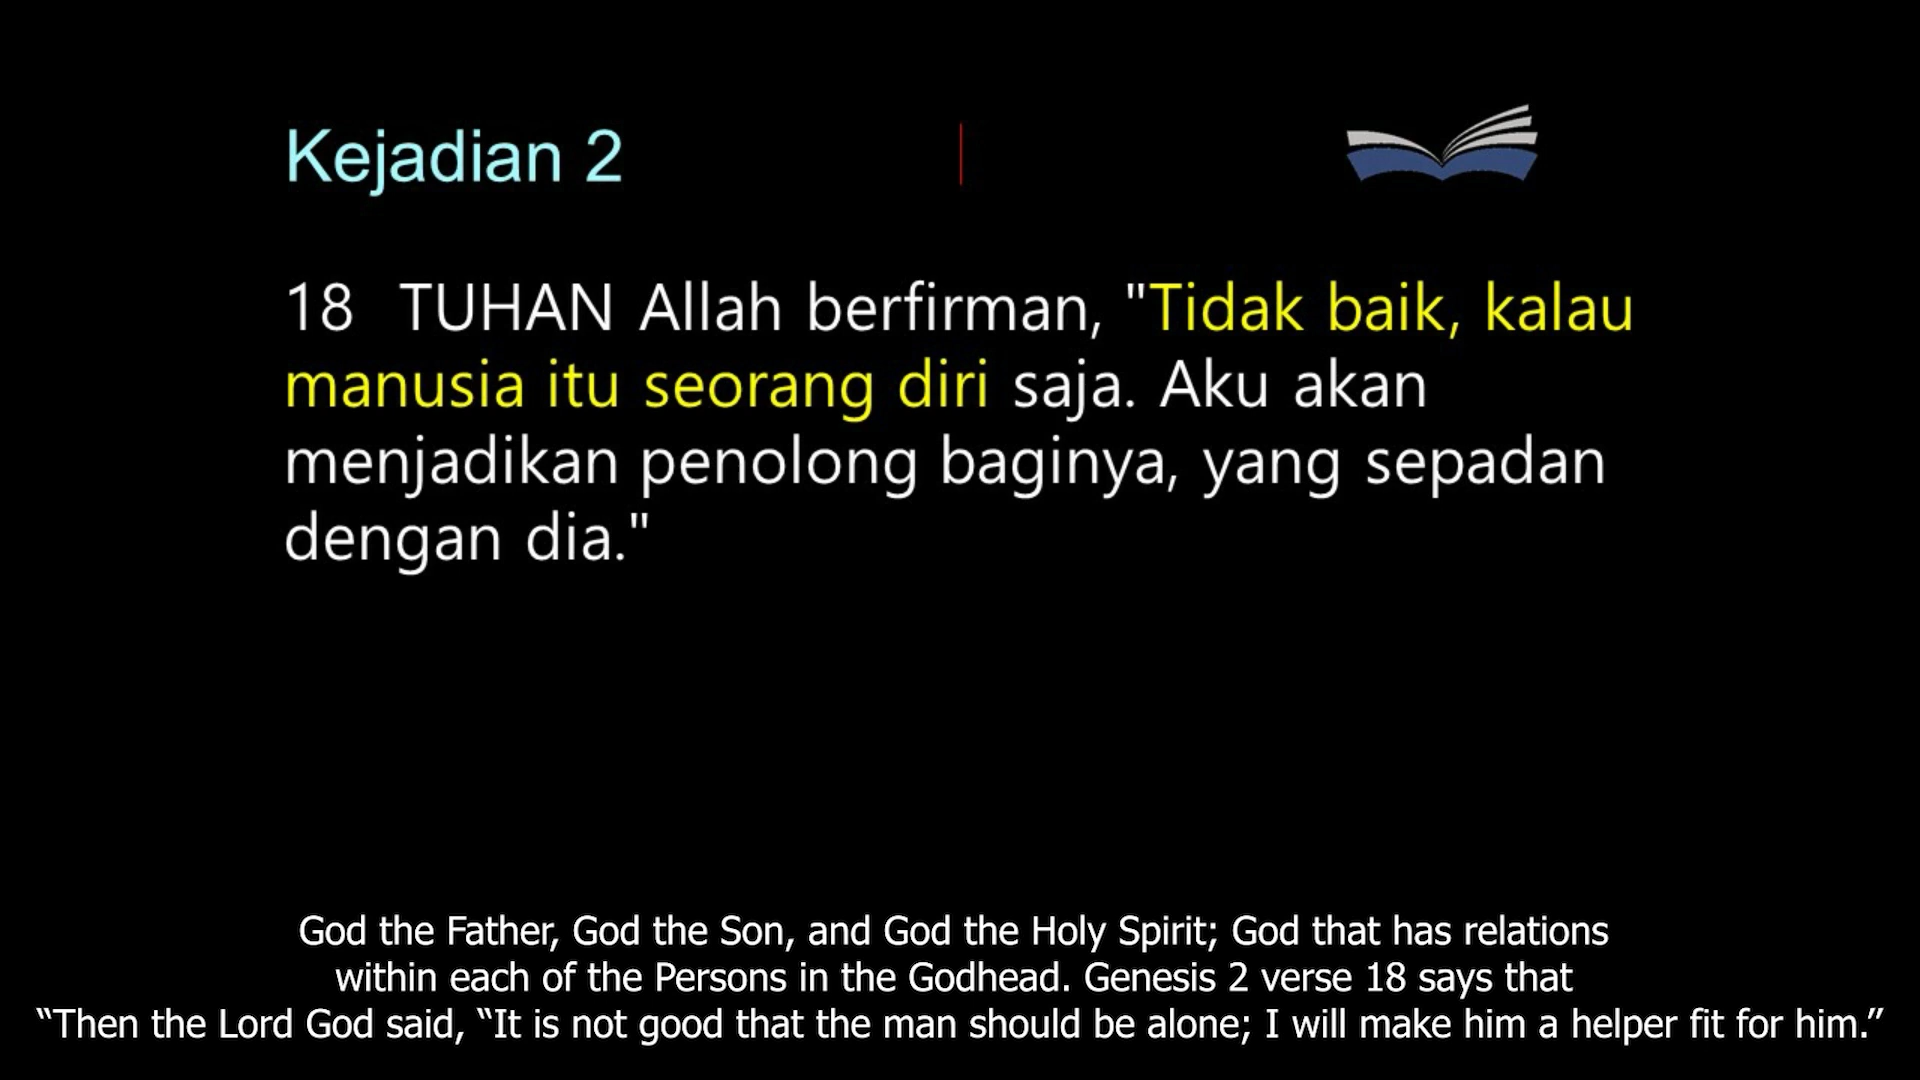 Kejadian 2
18 TUHAN Allah berfirman, "Tidak baik, kalau
manusia itu seorang diri saja. Aku akan
menjadikan penolong baginya, yang sepadan
dengan dia."
God the Father, God the Son, and God the Holy Spirit; God that has relations
within each of the Persons in the Godhead. Genesis 2 verse 18 says that
“Then the Lord God said, “It is not good that the man should be alone; I will make him a helper fit for him.”